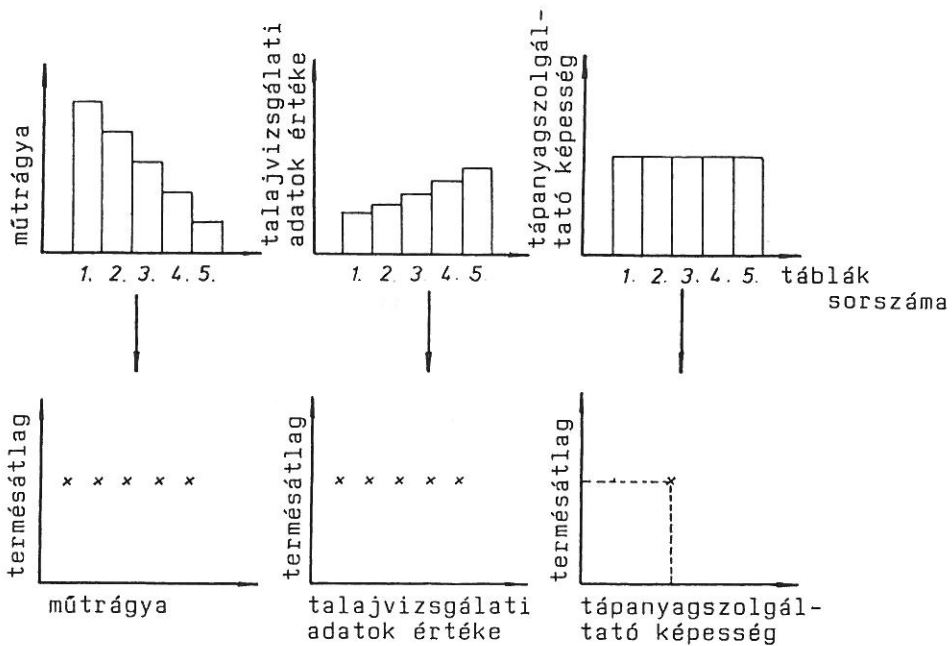 műtrágya
1. 2. 3. 4. 5.
talajvizsgálati
adatok értéke
1. 2. 3. 4. 5.
tápanyagszolgál-
tató képesség
1. 2. 3. 4. 5.
táblák
sorszáma
termésátlag
műtrágya
termésátlag
talajvizsgálati
adatok értéke
termésátlag
tápanyagszolgál-
tató képesség